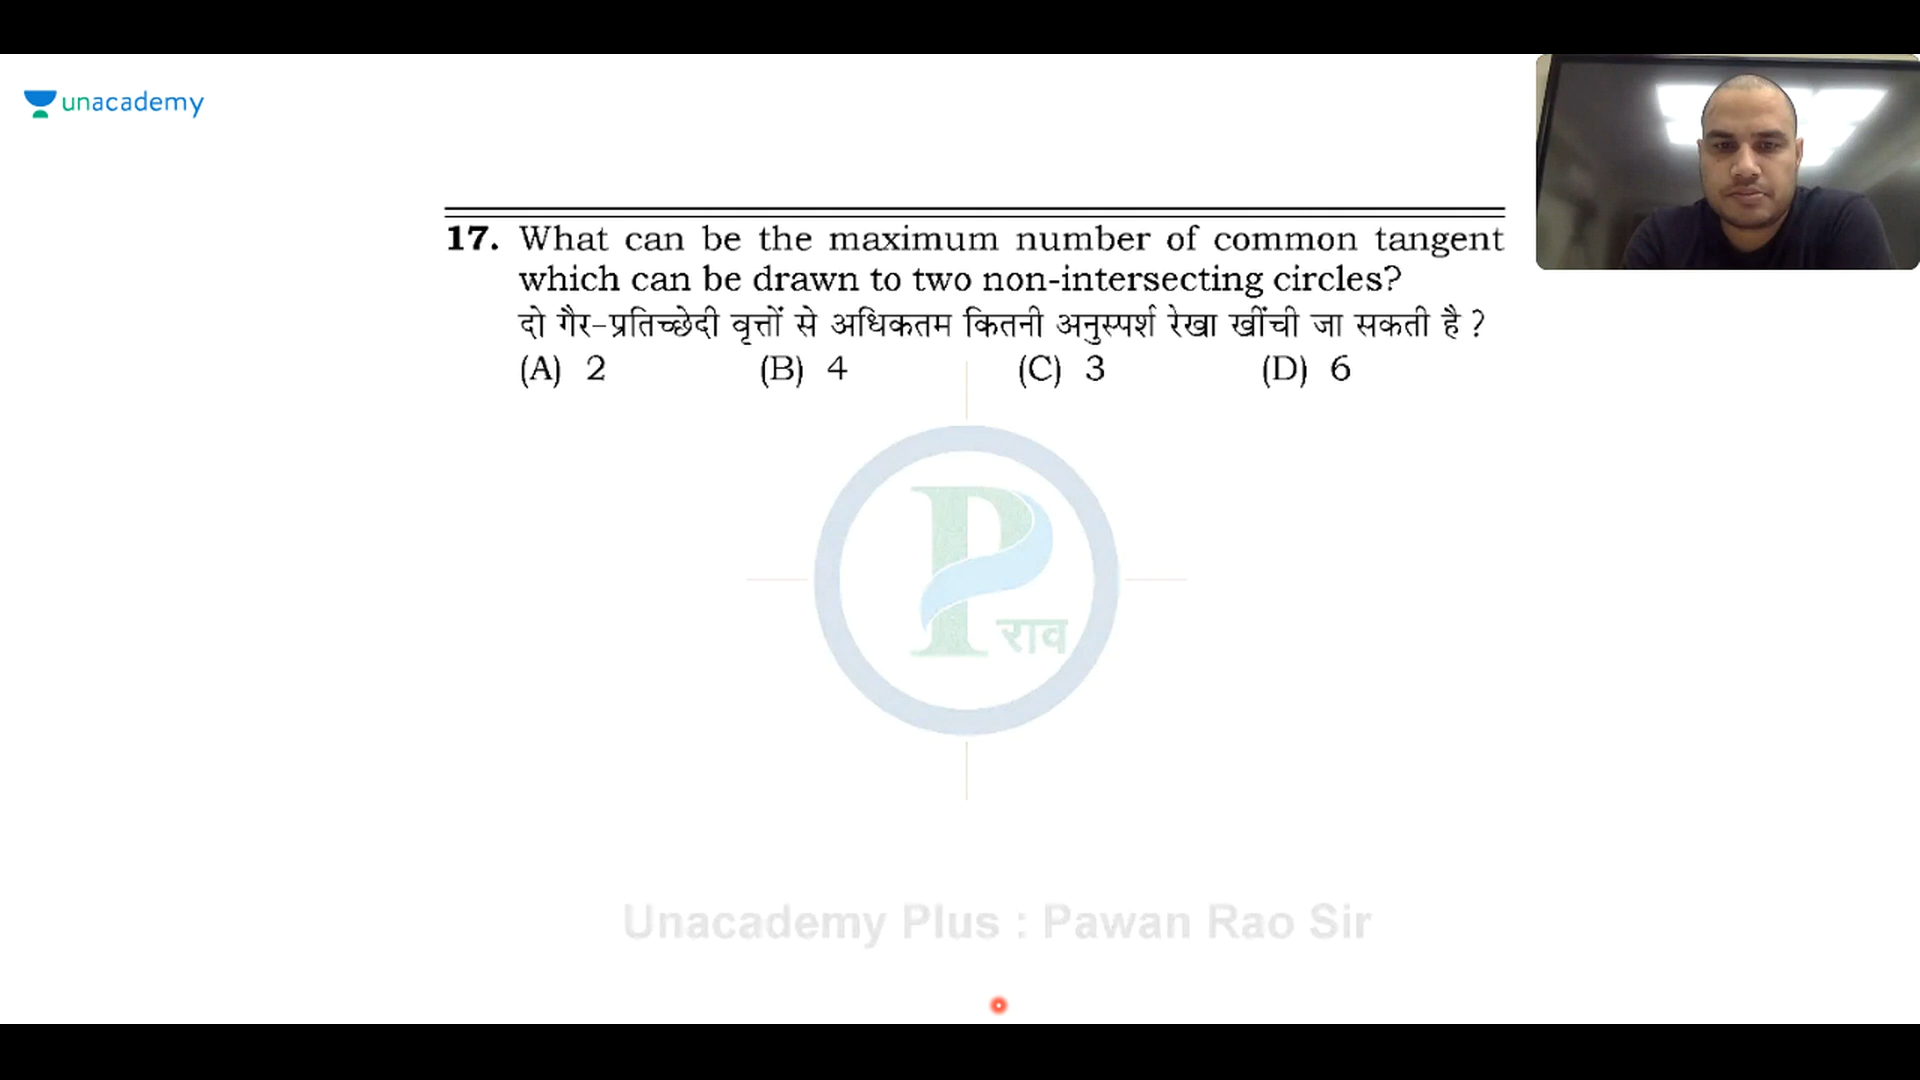 unacademy
17. What can be the maximum number of common tangent
which can be drawn to two non-intersecting circles?
दो गैर-प्रतिच्छेदी वृत्तों से अधिकतम कितनी अनुस्पर्श रेखा खींची जा सकती है ?
(A) 2 (B) 4 (C) 3 (D) 6
P राव
Unacademy Plus : Pawan Rao Sir